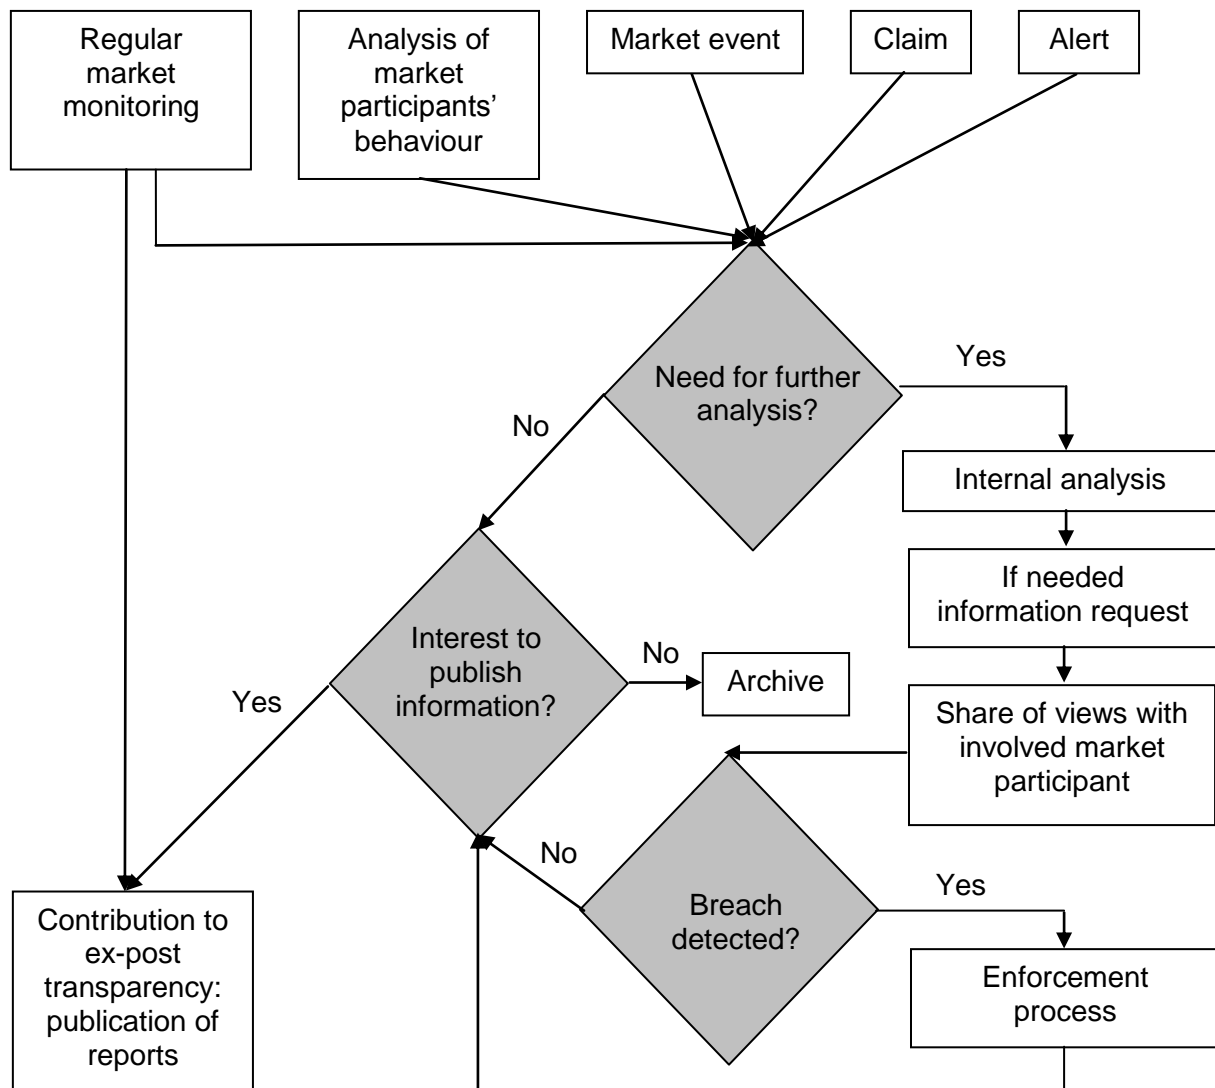 Regular
market
monitoring
Analysis of
market
participants’
behaviour
Market event
Claim
Alert
Need for further
analysis?
Yes
No
Internal analysis
If needed
information request
Share of views with
involved market
participant
Interest to
publish
information?
No
Archive
Yes
Breach
detected?
No
Yes
Enforcement
process
Contribution to
ex-post
transparency:
publication of
reports